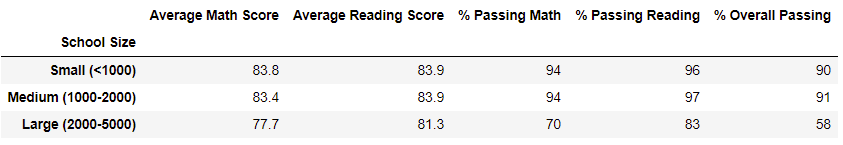 Average Math Score Average Reading Score % Passing Math % Passing Reading % Overall Passing
School Size
Small (<1000) 83.8 83.9 94 96 90
Medium (1000-2000) 83.4 83.9 94 97 91
Large (2000-5000) 77.7 81.3 70 83 58